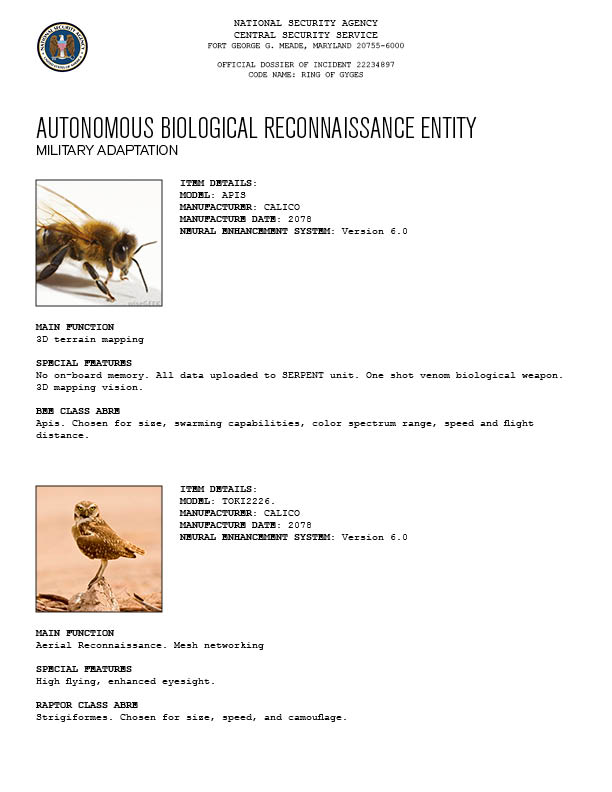 NATIONAL SECURITY AGENCY
CENTRAL SECURITY SERVICE
FORT GEORGE G. MEADE, MARYLAND 20755-6000
OFFICIAL DOSSIER OF INCIDENT 22234897
CODE NAME: RING OF GYGES
AUTONOMOUS BIOLOGICAL RECONNAISSANCE ENTITY
MILITARY ADAPTATION
ITEM DETAILS:
MODEL: APIS
MANUFACTURER: CALICO
MANUFACTURE DATE: 2078
NEURAL ENHANCEMENT SYSTEM: Version 6.0
MAIN FUNCTION
3D terrain mapping
SPECIAL FEATURES
No on-board memory. All data uploaded to SERPENT unit. One shot venom biological weapon.
3D mapping vision.
BEE CLASS ABRE
Apis. Chosen for size, swarming capabilities, color spectrum range, speed and flight
distance.
ITEM DETAILS:
MODEL: TOKI2226.
MANUFACTURER: CALICO
MANUFACTURE DATE: 2078
NEURAL ENHANCEMENT SYSTEM: Version 6.0
MAIN FUNCTION
Aerial Reconnaissance. Mesh networking
SPECIAL FEATURES
High flying, enhanced eyesight.
RAPTOR CLASS ABRE
Strigiformes. Chosen for size, speed, and camouflage.